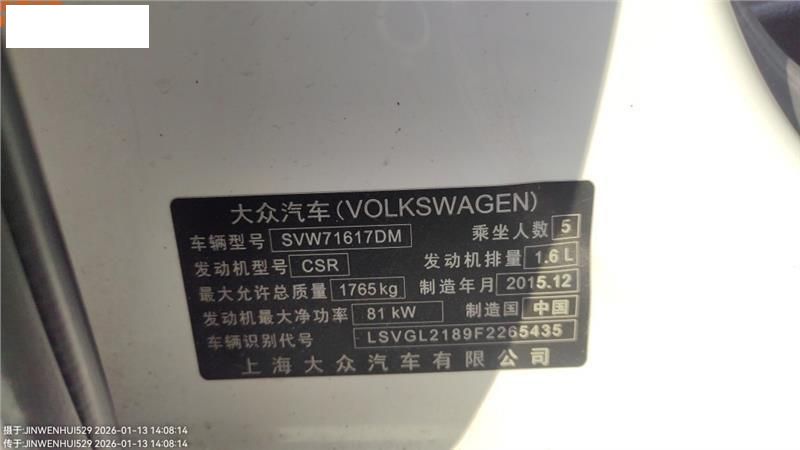 大众汽车(VOLKSWAGEN)
车辆型号 SVW71617DM 乘坐人数 5
发动机型号 CSR 发动机排量 1.6 L
最大允许总质量 1765kg 制造年月 2015.12
发动机最大净功率 81 kW 制造国 中国
车辆识别代号 LSVGL2189F2265435
上海大众汽车有限公司
摄于:JINWENHUI529 2026-01-13 14:08:14
传于:JINWENHUI529 2026-01-13 14:08:14